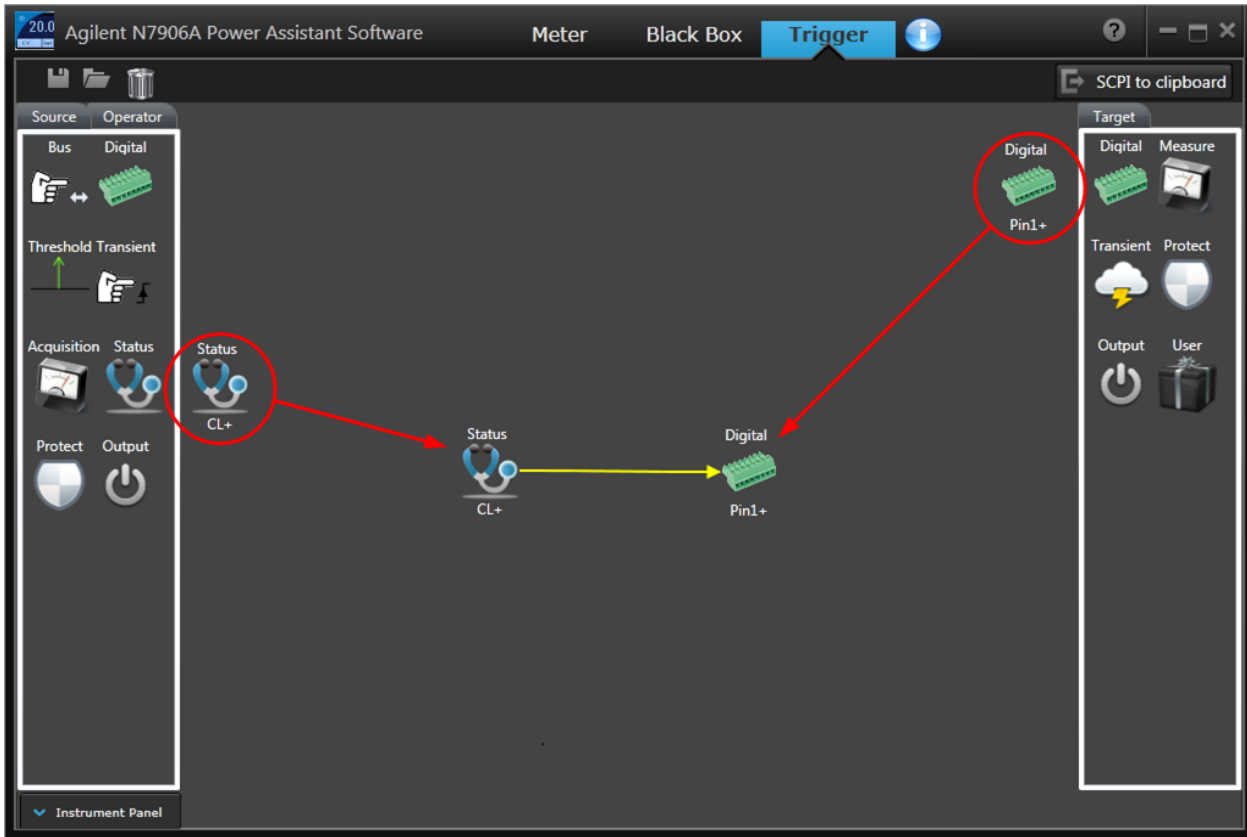 20.0
Agilent N7906A Power Assistant Software
Meter
Black Box
Trigger
i
?
SCPI to clipboard
Source
Operator
Target
Bus
Digital
Threshold
Transient
Acquisition
Status
Protect
Output
Status
CL+
Status
CL+
Digital
Pin1+
Digital
Pin1+
Digital
Measure
Transient
Protect
Output
User
Instrument Panel